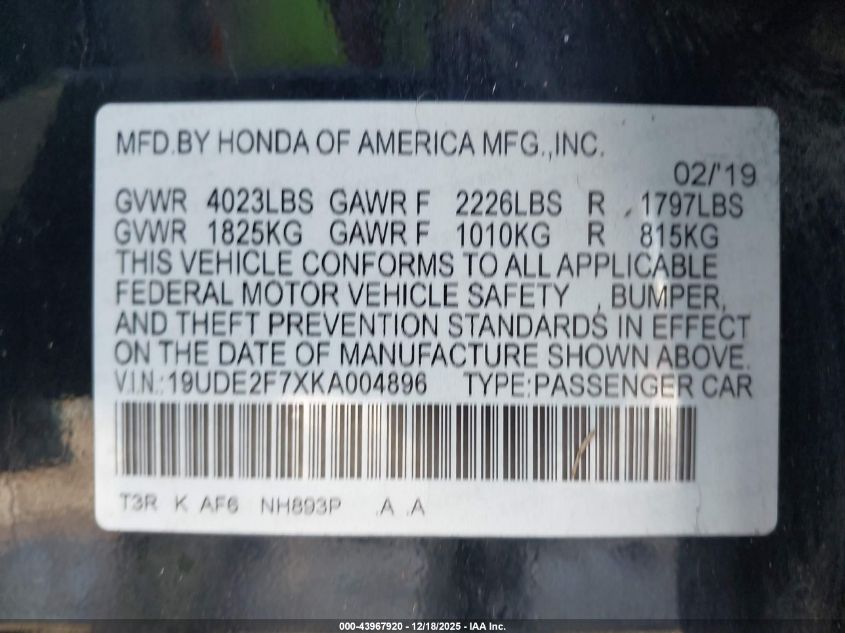 MFD.BY HONDA OF AMERICA MFG.,INC.
02/'19
GVWR 4023LBS GAWR F 2226LBS R 1797LBS
GVWR 1825KG GAWR F 1010KG R 815KG
THIS VEHICLE CONFORMS TO ALL APPLICABLE
FEDERAL MOTOR VEHICLE SAFETY , BUMPER,
AND THEFT PREVENTION STANDARDS IN EFFECT
ON THE DATE OF MANUFACTURE SHOWN ABOVE.
V.I.N.:19UDE2F7XKA004896 TYPE:PASSENGER CAR
T3R K AF6 NH893P .A .A
000-43967920 - 12/18/2025 - IAA Inc.